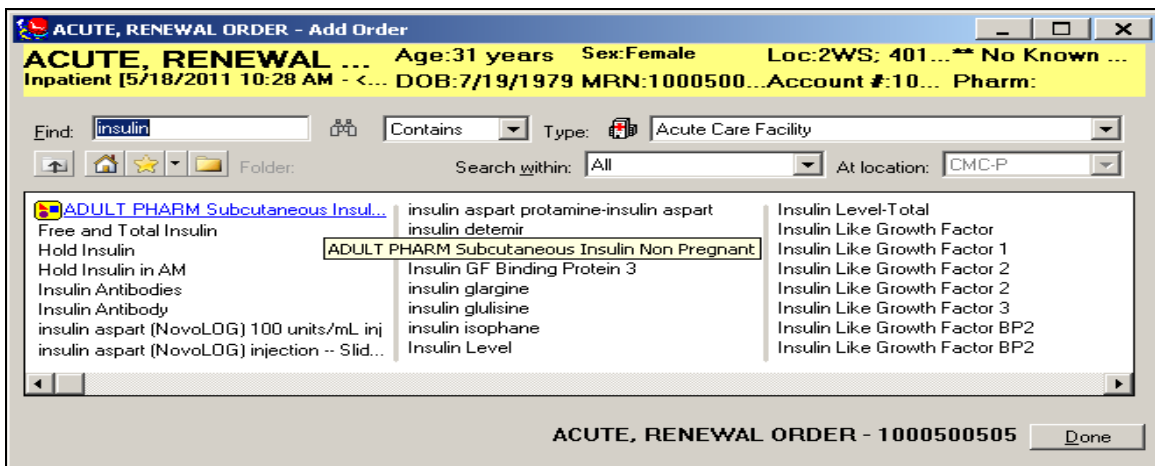 ACUTE, RENEWAL ORDER - Add Order
ACUTE, RENEWAL ... Age:31 years Sex:Female Loc:2WS; 401...** No Known ...
Inpatient [5/18/2011 10:28 AM - <... DOB:7/19/1979 MRN:1000500...Account #:10... Pharm:
Find: insulin Contains Type: Acute Care Facility
Folder: Search within: All At location: CMC-P
ADULT PHARM Subcutaneous Insul...
Free and Total Insulin
Hold Insulin
Hold Insulin in AM
Insulin Antibodies
Insulin Antibody
insulin aspart (NovoLOG) 100 units/mL inj
insulin aspart (NovoLOG) injection -- Slid...
insulin aspart protamine-insulin aspart
insulin detemir
ADULT PHARM Subcutaneous Insulin Non Pregnant
Insulin GF Binding Protein 3
insulin glargine
insulin glulisine
insulin isophane
Insulin Level
Insulin Level-Total
Insulin Like Growth Factor
Insulin Like Growth Factor 1
Insulin Like Growth Factor 2
Insulin Like Growth Factor 2
Insulin Like Growth Factor 3
Insulin Like Growth Factor BP2
Insulin Like Growth Factor BP2
ACUTE, RENEWAL ORDER - 1000500505 Done